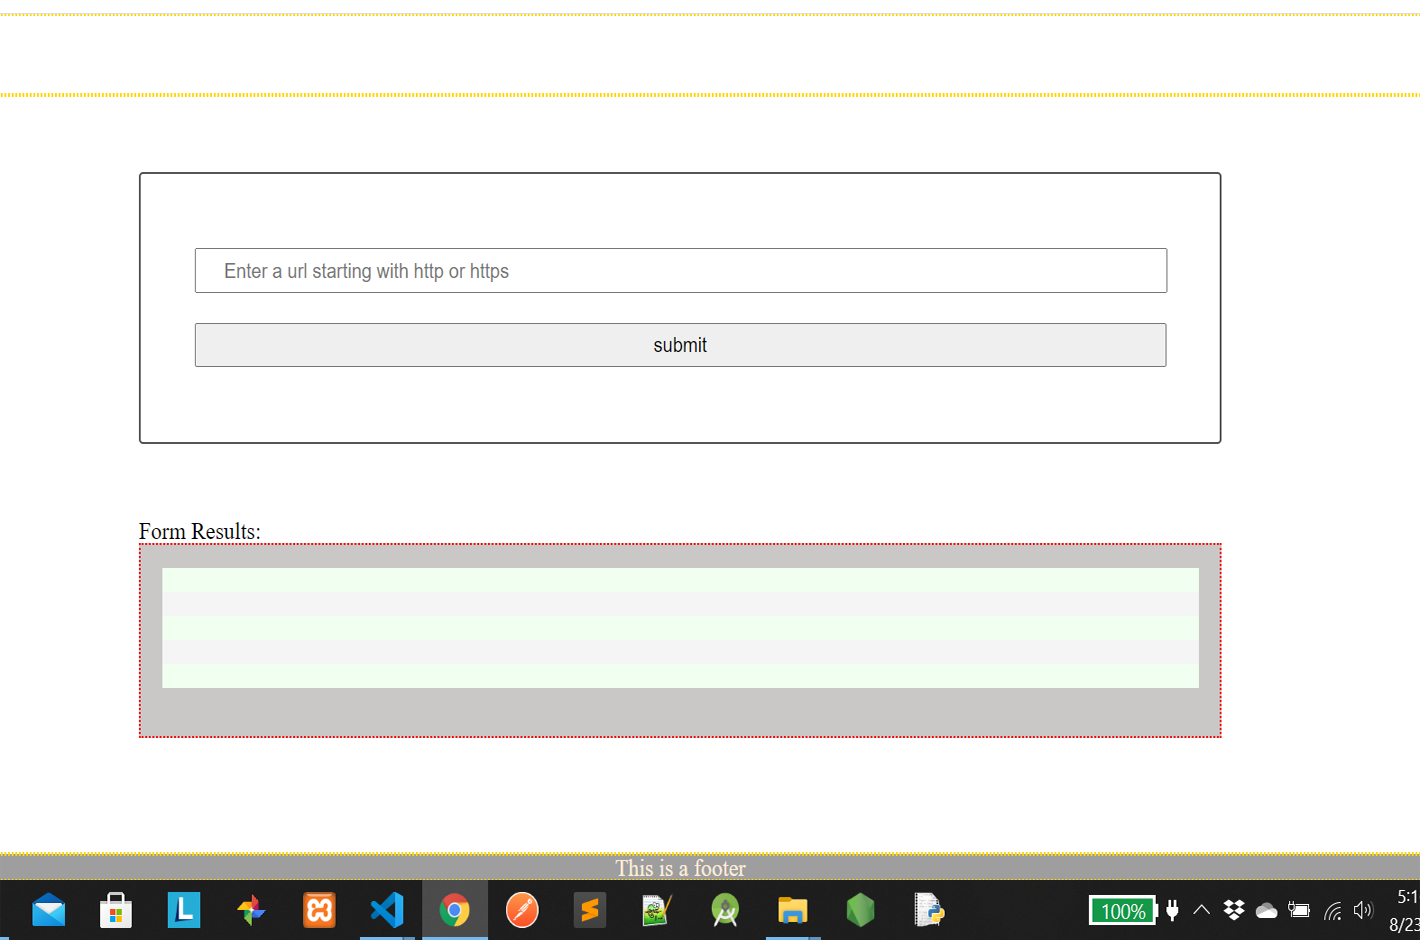 Enter a url starting with http or https
submit
Form Results:
This is a footer
L
100%
5:1
8/23